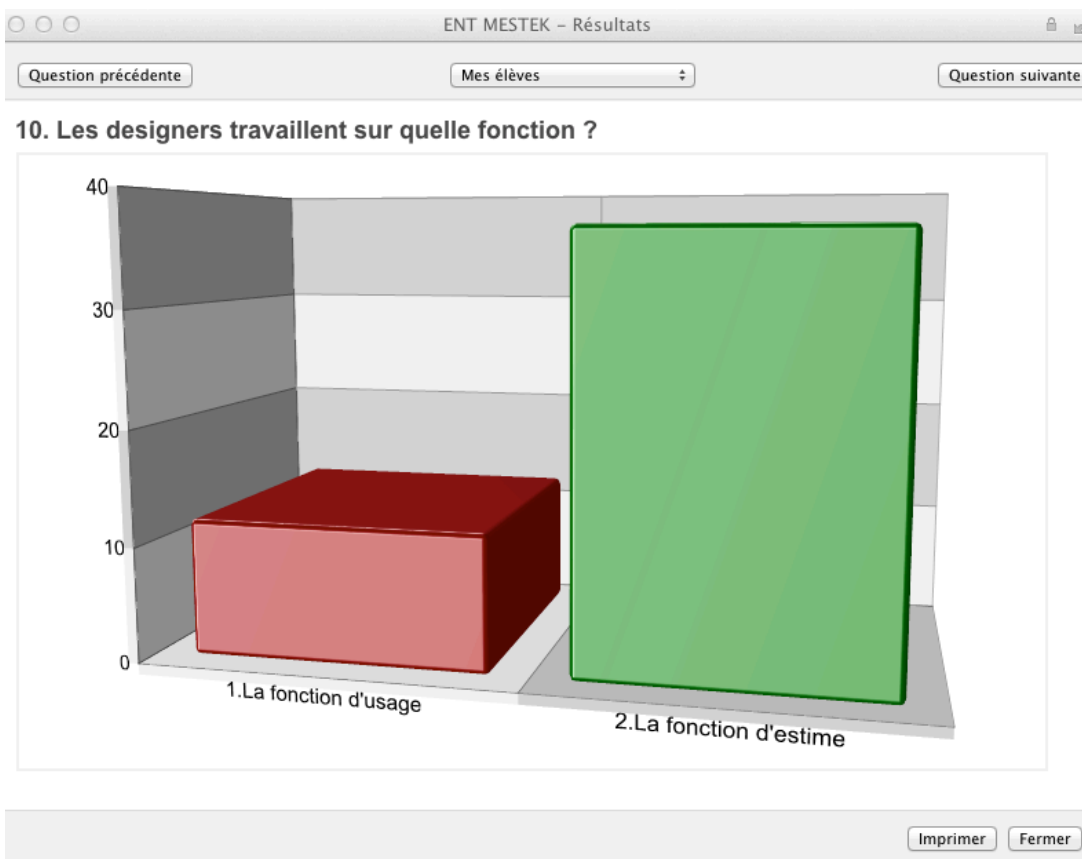 ENT MESTEK – Résultats
Question précédente
Mes élèves
Question suivante
10. Les designers travaillent sur quelle fonction ?
40
30
20
10
0
1.La fonction d'usage
2.La fonction d'estime
Imprimer
Fermer